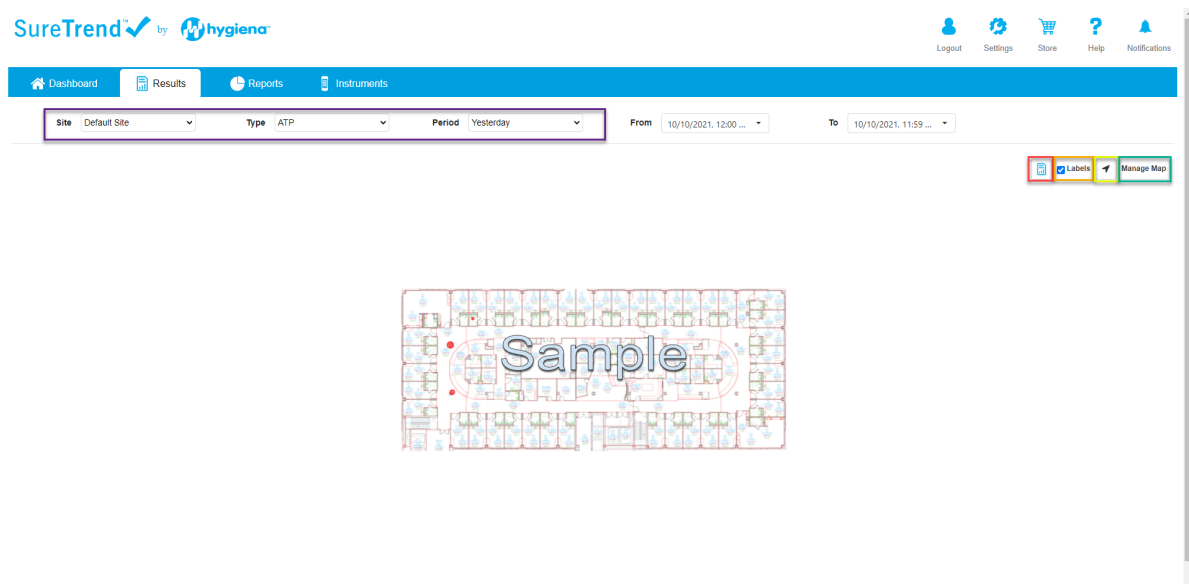 SureTrend™ by hygiena™
Logout Settings Store Help Notifications
Dashboard Results Reports Instruments
Site Default Site Type ATP Period Yesterday From 10/10/2021, 12:00 ... To 10/10/2021, 11:59 ...
Labels Manage Map
Sample